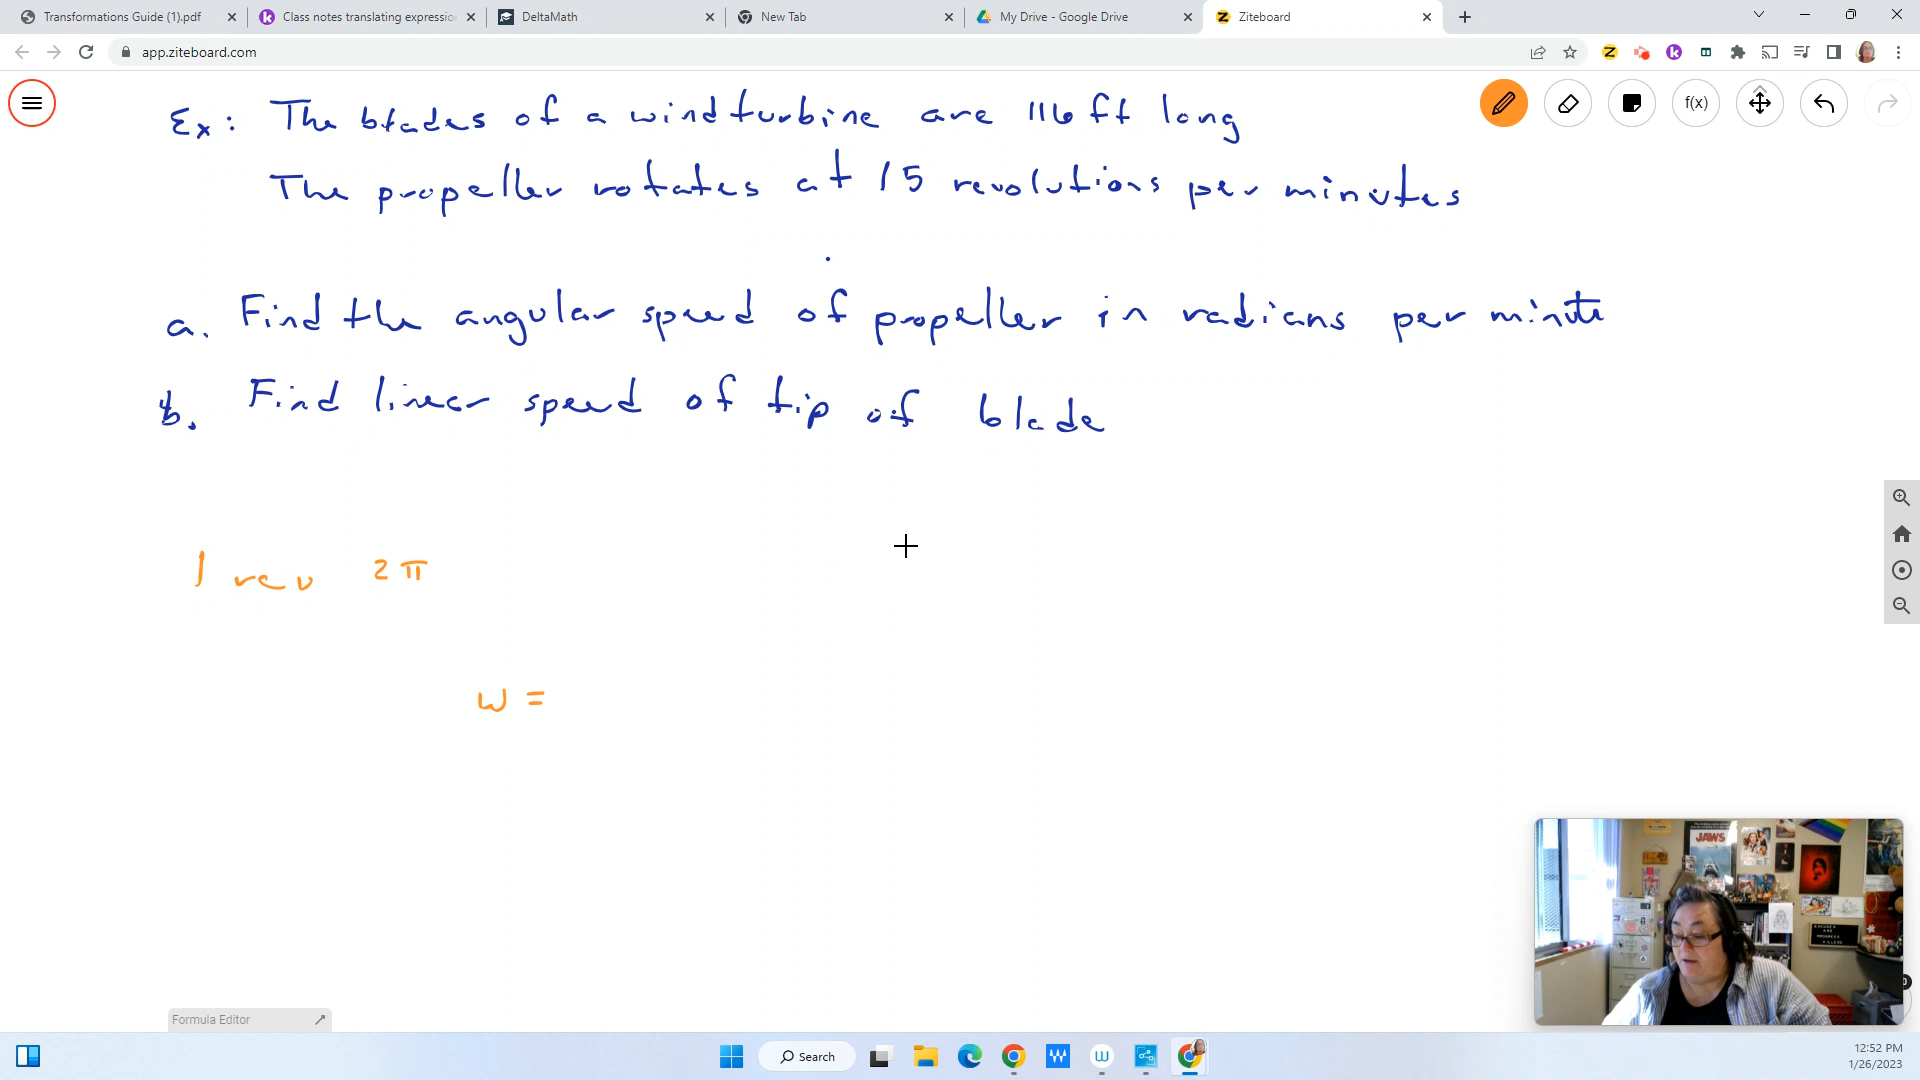 Transformations Guide (1).pdf
Class notes translating expressio
DeltaMath
New Tab
My Drive - Google Drive
Ziteboard
app.ziteboard.com
f(x)
Ex: The blades of a wind turbine are 116 ft long
The propeller rotates at 15 revolutions per minutes
a. Find the angular speed of propeller in radians per minute
b. Find linear speed of tip of blade
1 rev 2π
w =
JAWS
Formula Editor
Search
12:52 PM
1/26/2023